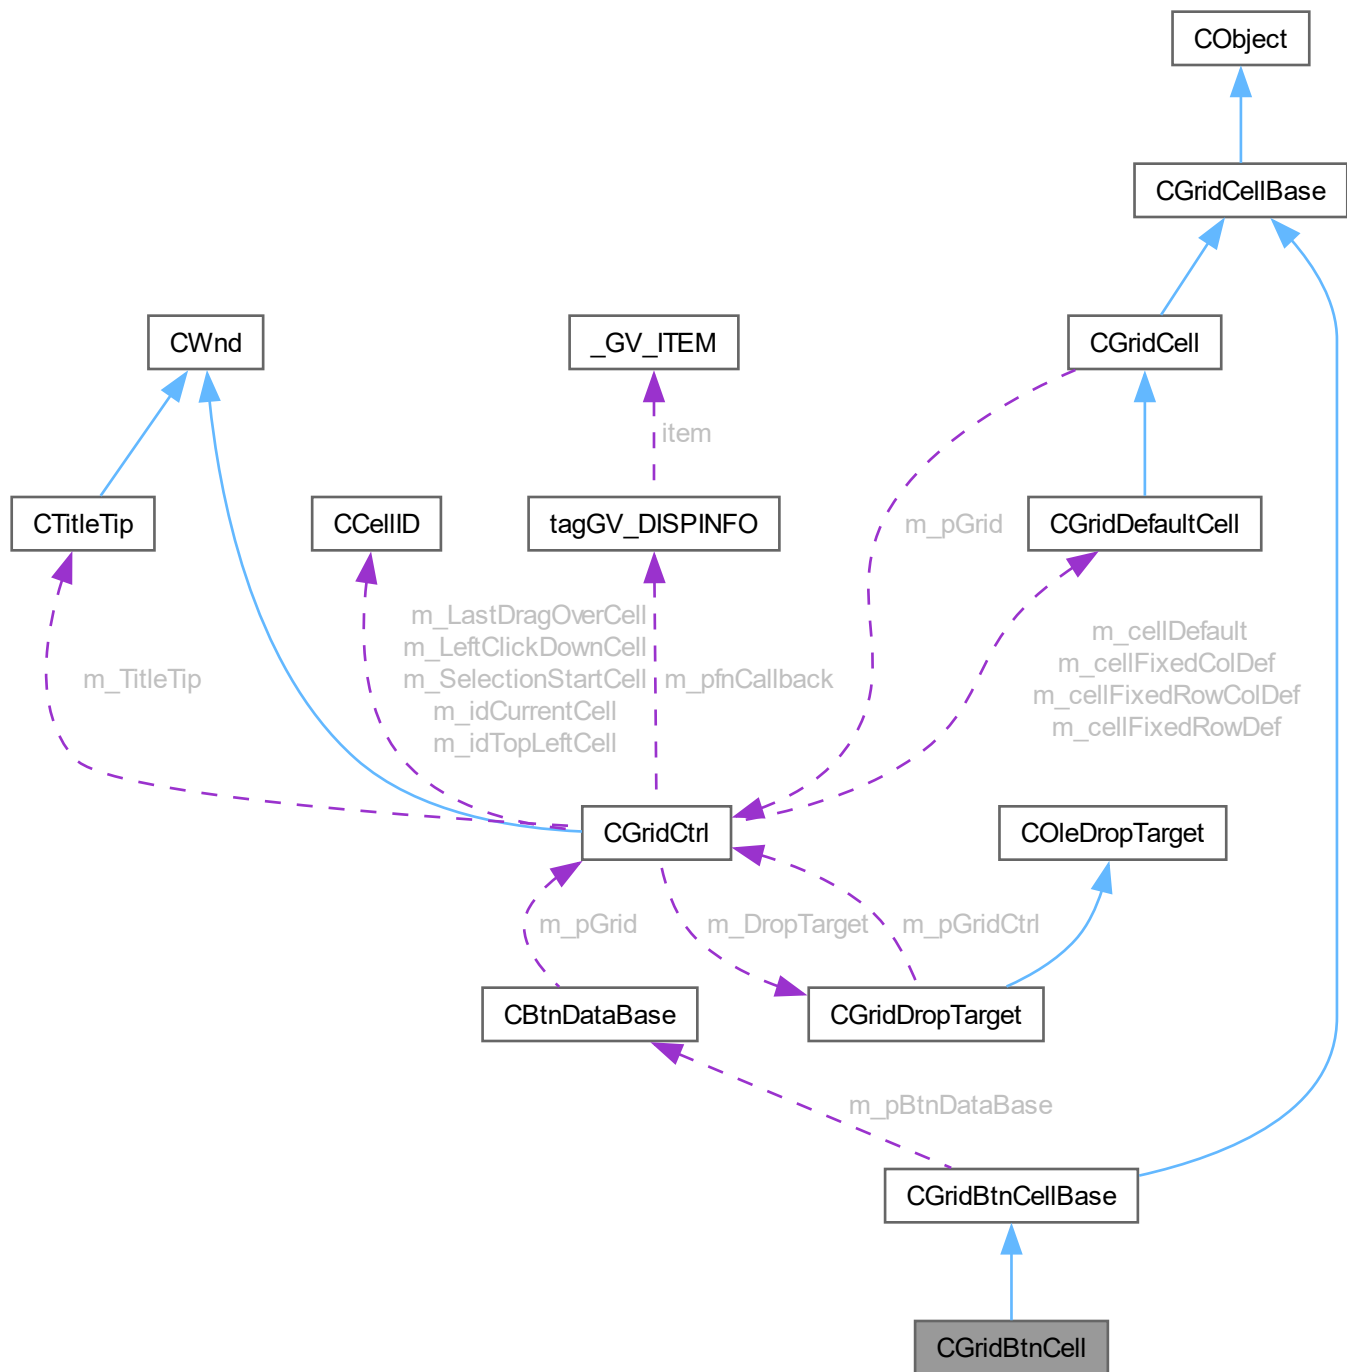 CObject
CGridCellBase
CWnd
_GV_ITEM
CGridCell
item
CTitleTip
CCellID
tagGV_DISPINFO
m_pGrid
CGridDefaultCell
m_TitleTip
m_LastDragOverCell
m_LeftClickDownCell
m_SelectionStartCell
m_idCurrentCell
m_idTopLeftCell
m_pfnCallback
m_cellDefault
m_cellFixedColDef
m_cellFixedRowColDef
m_cellFixedRowDef
CGridCtrl
COleDropTarget
m_pGrid
m_DropTarget
m_pGridCtrl
CBtnDataBase
CGridDropTarget
m_pBtnDataBase
CGridBtnCellBase
CGridBtnCell